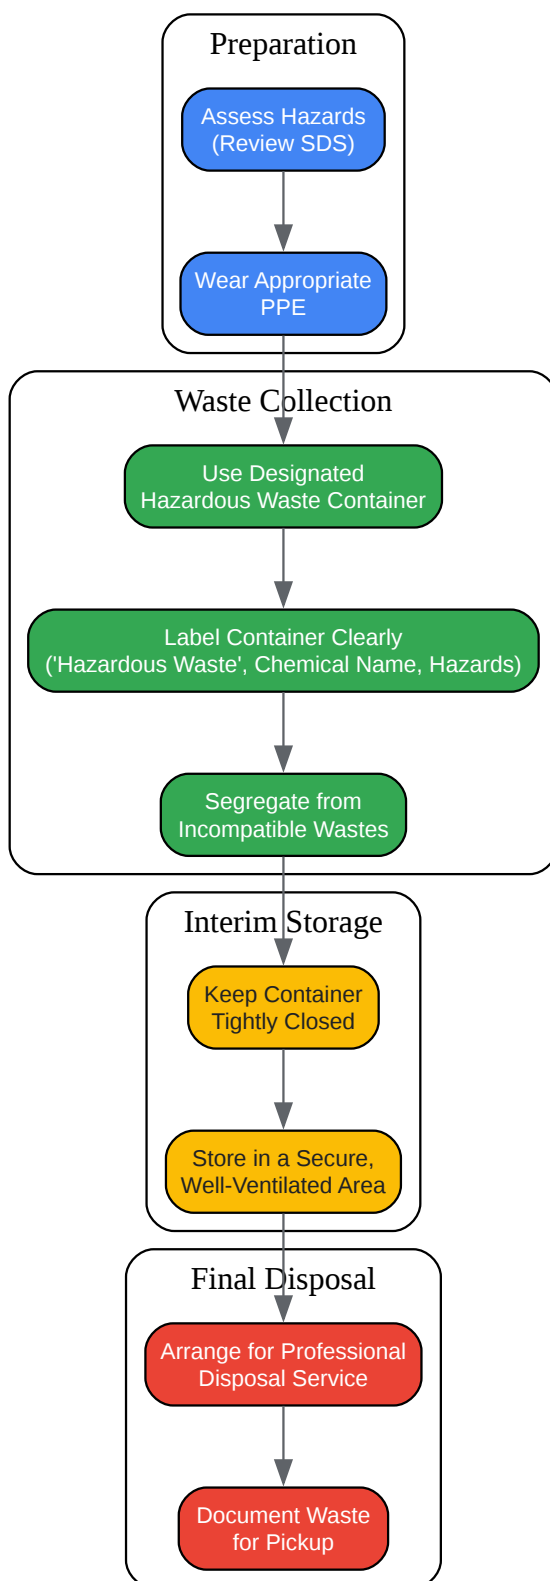 Preparation
Assess Hazards
(Review SDS)
Wear Appropriate
PPE
Waste Collection
Use Designated
Hazardous Waste Container
Label Container Clearly
('Hazardous Waste', Chemical Name, Hazards)
Segregate from
Incompatible Wastes
Interim Storage
Keep Container
Tightly Closed
Store in a Secure,
Well-Ventilated Area
Final Disposal
Arrange for Professional
Disposal Service
Document Waste
for Pickup